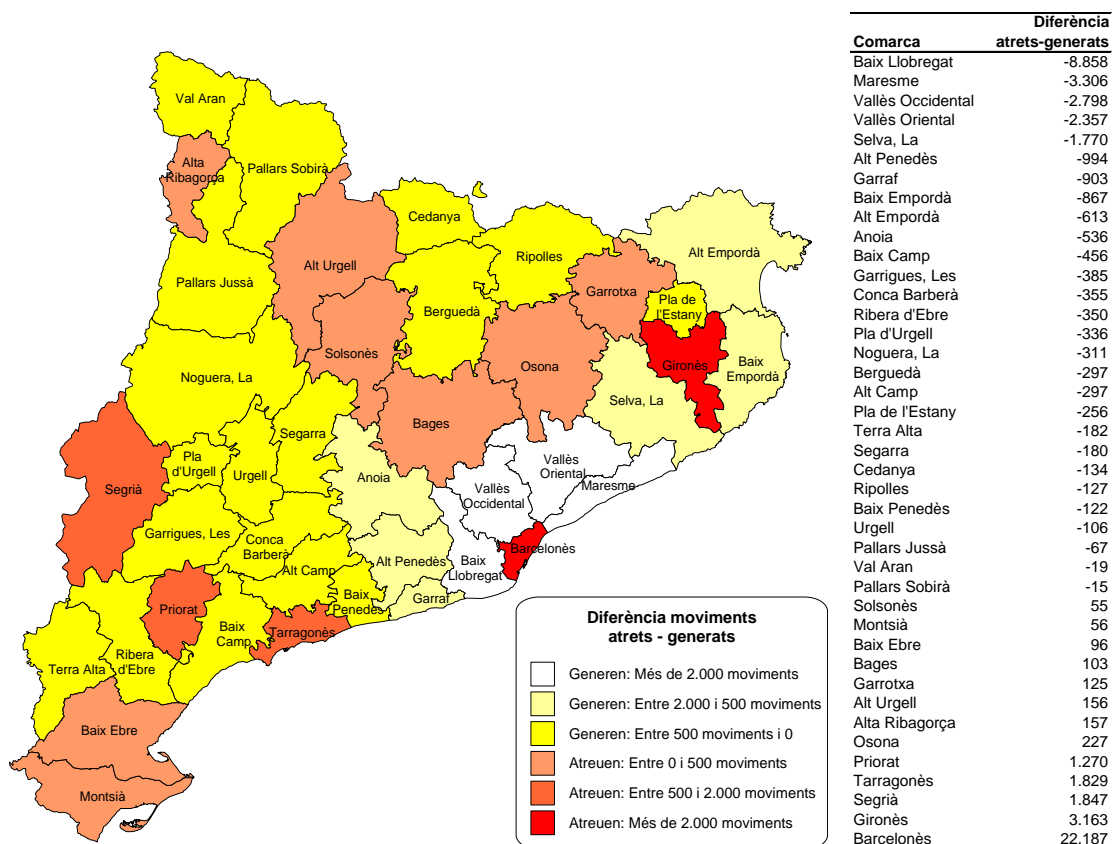 Val Aran
Alta
Ribagorça
Pallars Sobirà
Cedanya
Ripolles
Alt Empordà
Alt Urgell
Pallars Jussà
Garrotxa
Berguedà
Pla de
l'Estany
Solsonès
Osona
Gironès
Baix
Empordà
Noguera, La
Selva, La
Bages
Segarra
Pla
d'Urgell
Urgell
Anoia
Vallès
Oriental
Maresme
Vallès
Occidental
Segrià
Garrigues, Les
Conca
Barberà
Barcelonès
Alt Camp
Alt Penedès
Baix
Llobregat
Priorat
Baix
Penedès
Garraf
Baix
Camp
Tarragonès
Ribera
d'Ebre
Terra Alta
Baix Ebre
Montsià
Diferència moviments
atrets - generats
Generen: Més de 2.000 moviments
Generen: Entre 2.000 i 500 moviments
Generen: Entre 500 moviments i 0
Atreuen: Entre 0 i 500 moviments
Atreuen: Entre 500 i 2.000 moviments
Atreuen: Més de 2.000 moviments
Diferència
Comarca atrets-generats
Baix Llobregat -8.858
Maresme -3.306
Vallès Occidental -2.798
Vallès Oriental -2.357
Selva, La -1.770
Alt Penedès -994
Garraf -903
Baix Empordà -867
Alt Empordà -613
Anoia -536
Baix Camp -456
Garrigues, Les -385
Conca Barberà -355
Ribera d'Ebre -350
Pla d'Urgell -336
Noguera, La -311
Berguedà -297
Alt Camp -297
Pla de l'Estany -256
Terra Alta -182
Segarra -180
Cedanya -134
Ripolles -127
Baix Penedès -122
Urgell -106
Pallars Jussà -67
Val Aran -19
Pallars Sobirà -15
Solsonès 55
Montsià 56
Baix Ebre 96
Bages 103
Garrotxa 125
Alt Urgell 156
Alta Ribagorça 157
Osona 227
Priorat 1.270
Tarragonès 1.829
Segrià 1.847
Gironès 3.163
Barcelonès 22.187